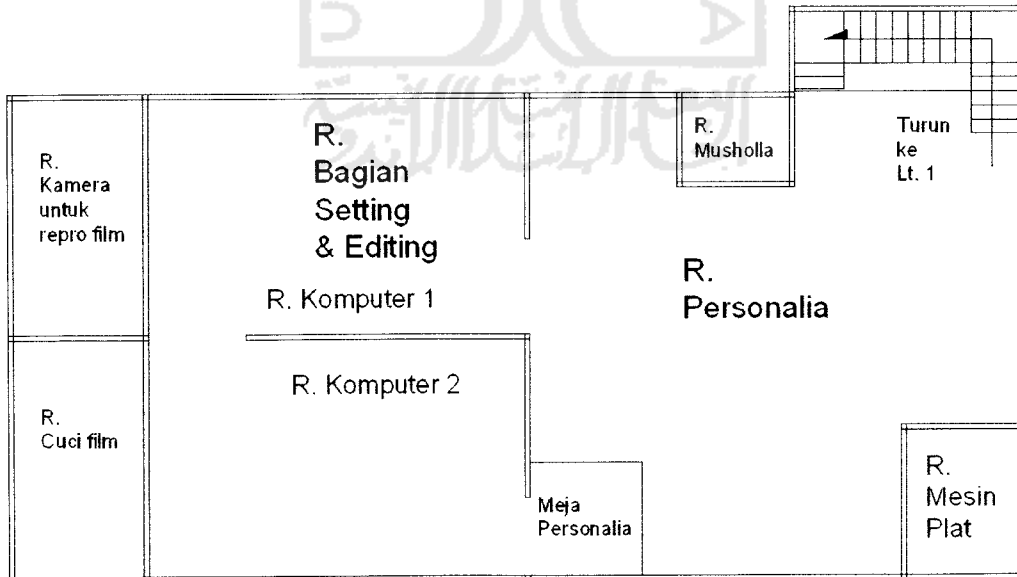 R.
Kamera
untuk
repro film
R.
Bagian
Setting
& Editing
R. Komputer 1
R.
Musholla
Turun
ke
Lt. 1
R.
Personalia
R. Komputer 2
R.
Cuci film
Meja
Personalia
R.
Mesin
Plat